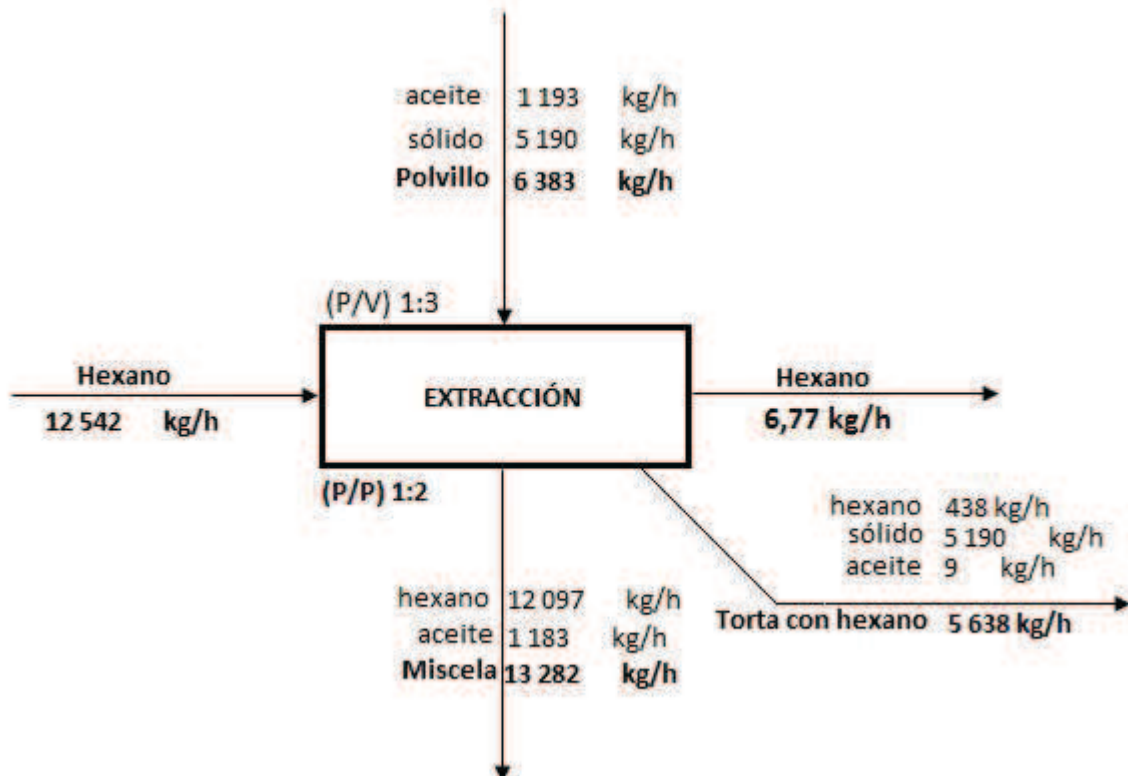 aceite 1 193 kg/h
sólido 5 190 kg/h
Polvillo 6 383 kg/h
(P/V) 1:3
Hexano
12 542 kg/h
EXTRACCIÓN
Hexano
6,77 kg/h
(P/P) 1:2
hexano 438 kg/h
sólido 5 190 kg/h
aceite 9 kg/h
Torta con hexano 5 638 kg/h
hexano 12 097 kg/h
aceite 1 183 kg/h
Miscela 13 282 kg/h